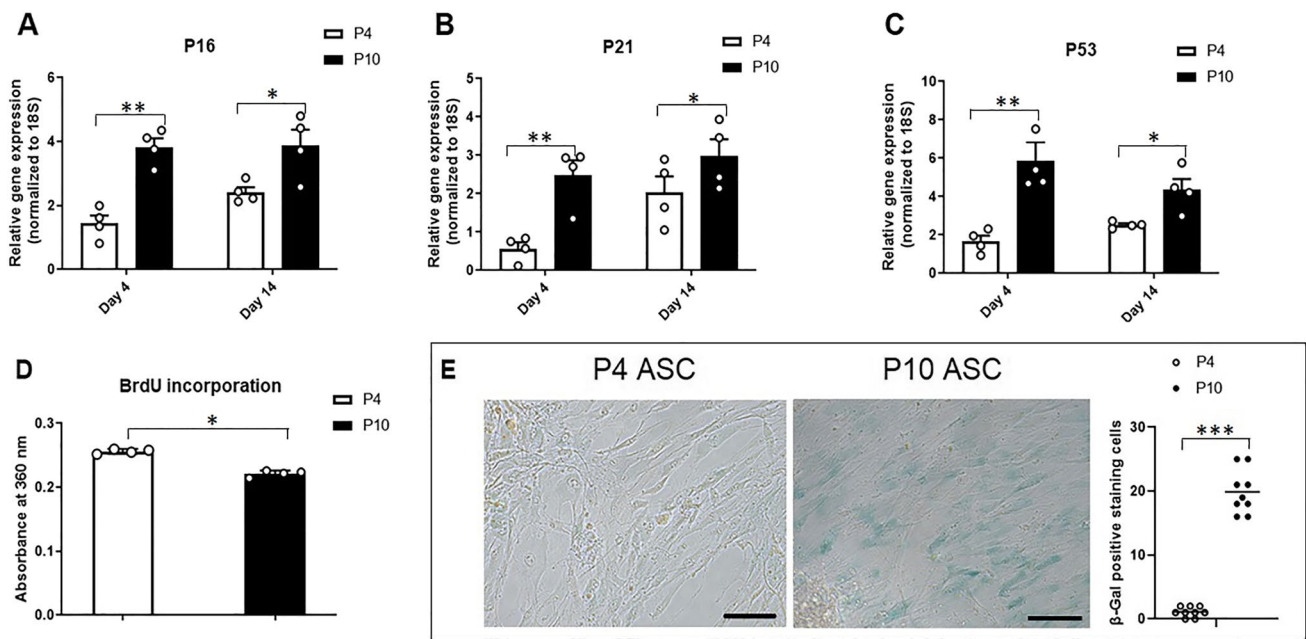 A
P16
P4
P10
Relative gene expression
(normalized to 18S)
6
4
2
0
**
*
Day 4
Day 14
B
P21
P4
P10
Relative gene expression
(normalized to 18S)
5
4
3
2
1
0
**
*
Day 4
Day 14
C
P53
P4
P10
Relative gene expression
(normalized to 18S)
10
8
6
4
2
0
**
*
Day 4
Day 14
D
BrdU incorporation
P4
P10
Absorbance at 360 nm
0.3
0.2
0.1
0.0
*
E
P4 ASC
P10 ASC
P4
P10
β-Gal positive staining cells
30
20
10
0
***